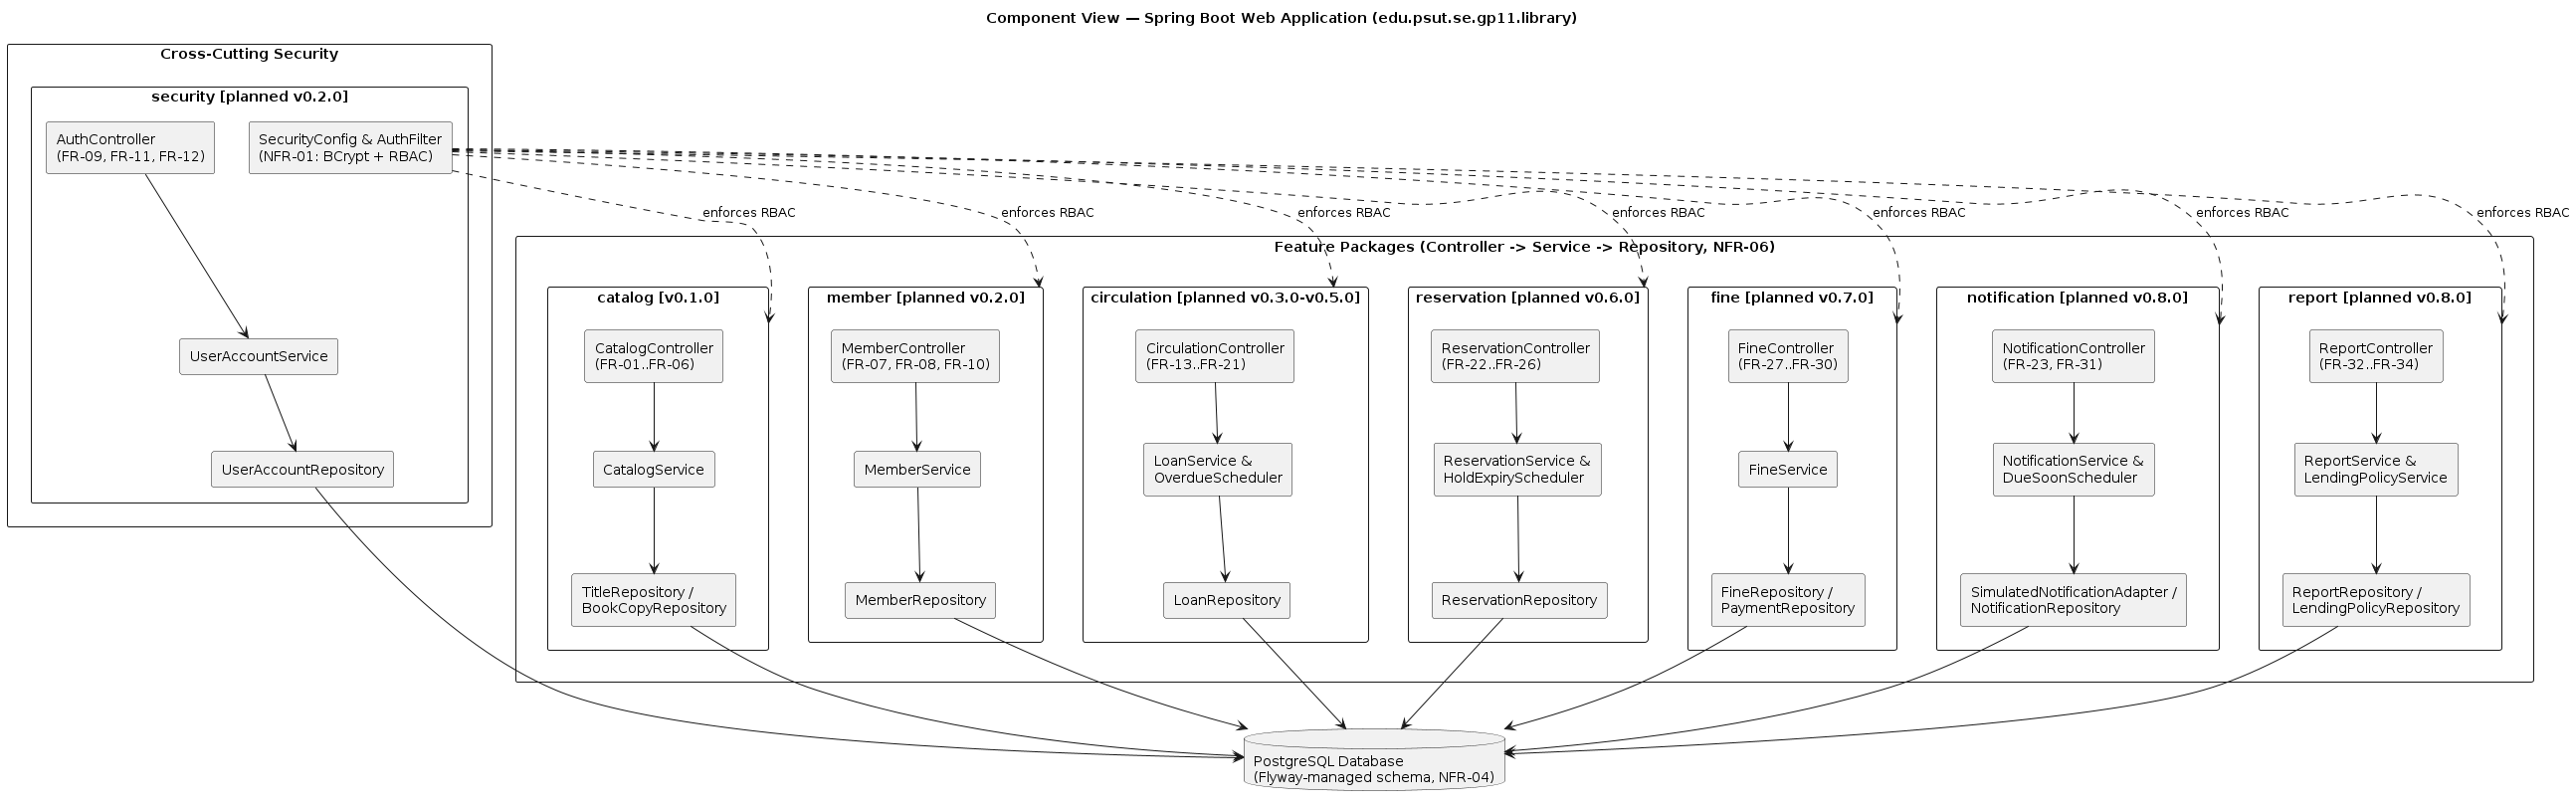 Component View — Spring Boot Web Application (edu.psut.se.gp11.library)
Cross-Cutting Security
security [planned v0.2.0]
AuthController
(FR-09, FR-11, FR-12)
SecurityConfig & AuthFilter
(NFR-01: BCrypt + RBAC)
UserAccountService
UserAccountRepository
enforces RBAC
enforces RBAC
enforces RBAC
enforces RBAC
enforces RBAC
enforces RBAC
enforces RBAC
Feature Packages (Controller -> Service -> Repository, NFR-06)
catalog [v0.1.0]
CatalogController
(FR-01..FR-06)
CatalogService
TitleRepository /
BookCopyRepository
member [planned v0.2.0]
MemberController
(FR-07, FR-08, FR-10)
MemberService
MemberRepository
circulation [planned v0.3.0-v0.5.0]
CirculationController
(FR-13..FR-21)
LoanService &
OverdueScheduler
LoanRepository
reservation [planned v0.6.0]
ReservationController
(FR-22..FR-26)
ReservationService &
HoldExpiryScheduler
ReservationRepository
fine [planned v0.7.0]
FineController
(FR-27..FR-30)
FineService
FineRepository /
PaymentRepository
notification [planned v0.8.0]
NotificationController
(FR-23, FR-31)
NotificationService &
DueSoonScheduler
SimulatedNotificationAdapter /
NotificationRepository
report [planned v0.8.0]
ReportController
(FR-32..FR-34)
ReportService &
LendingPolicyService
ReportRepository /
LendingPolicyRepository
PostgreSQL Database
(Flyway-managed schema, NFR-04)